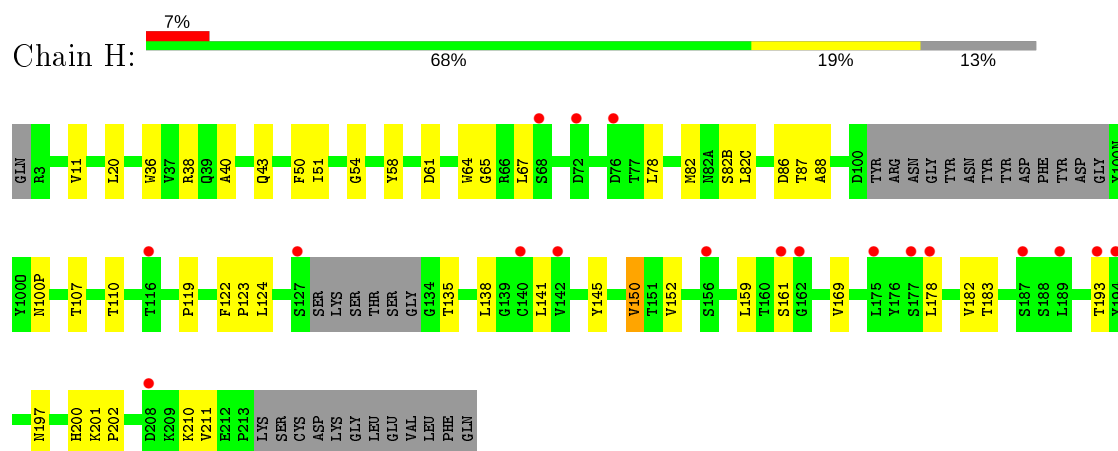 7%
Chain H:
68% 19% 13%
GLN R3 V11 L20 W36 V37 R38 Q39 A40 Q43 F50 I51 G54 Y58 D61 W64 G65 R66 L67 S68 D72 D76 T77 L78 M82 N82A S82B L82C D86 T87 A88 D100 TYR ARG ASN GLY TYR ASN ASN TYR TYR ASP PHE TYR ASP GLY Y100N
Y100O N100P T107 T110 T116 P119 F122 P123 L124 S127 SER LYS SER THR SER GLY G134 T135 L138 G139 C140 L141 V142 Y145 V150 T151 V152 S156 L159 T160 S161 G162 V169 L175 Y176 S177 L178 V182 T183 S187 S188 L189 T193 Y194
N197 H200 K201 P202 D208 K209 K210 V211 E212 P213 LYS SER CYS ASP LYS GLY LEU GLU VAL LEU PHE GLN